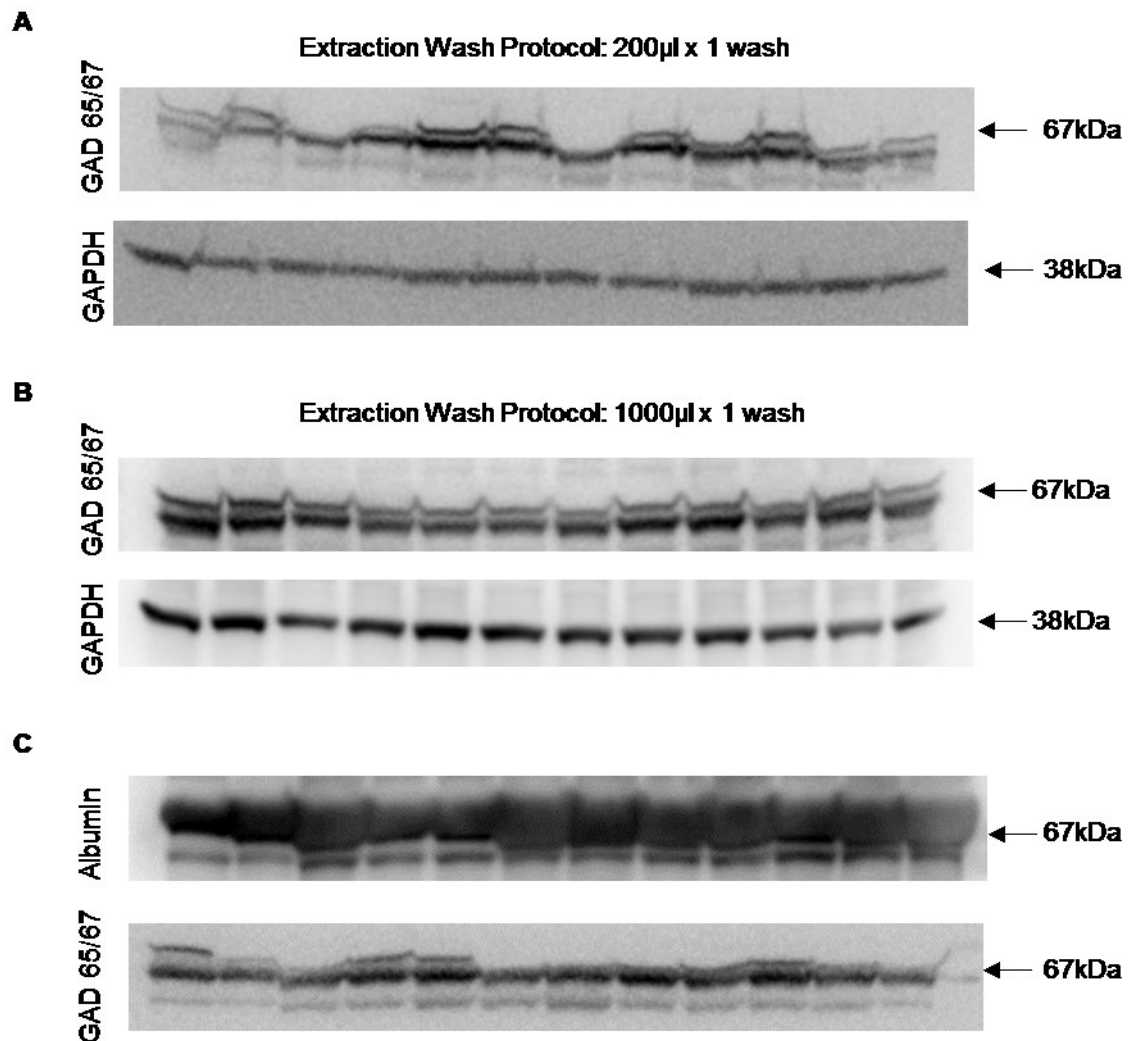 A
Extraction Wash Protocol: 200µl x 1 wash
GAD 65/67
67kDa
GAPDH
38kDa
B
Extraction Wash Protocol: 1000µl x 1 wash
GAD 65/67
67kDa
GAPDH
38kDa
C
Albumin
67kDa
GAD 65/67
67kDa